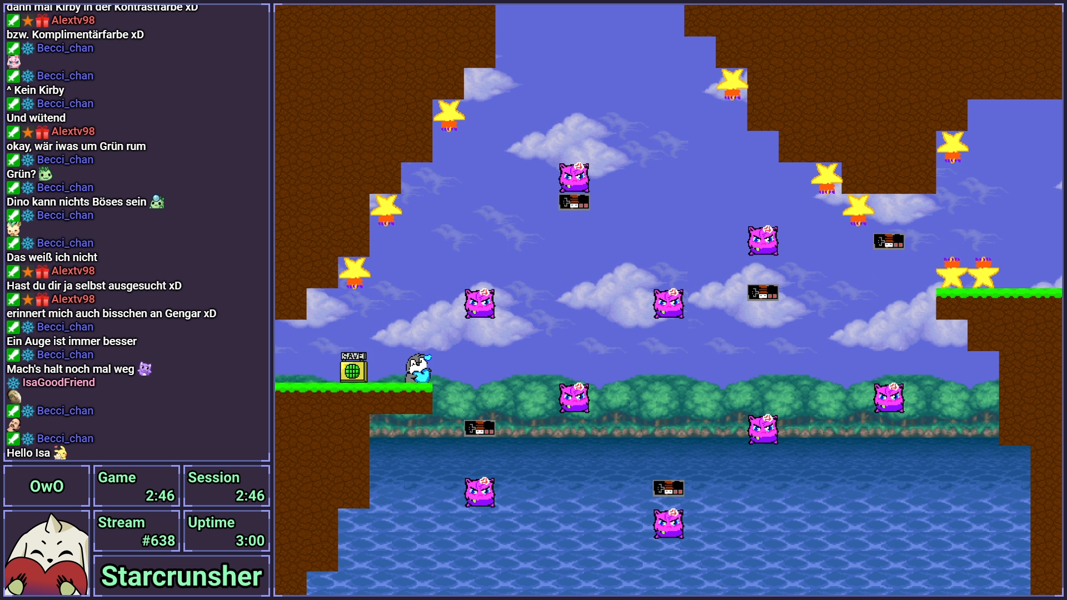 dann mal Kirby in der Kontrastfarbe xD
Alextv98
bzw. Komplimentärfarbe xD
Becci_chan
Becci_chan
^ Kein Kirby
Becci_chan
Und wütend
Alextv98
okay, wär iwas um Grün rum
Becci_chan
Grün?
Becci_chan
Dino kann nichts Böses sein
Becci_chan
Becci_chan
Das weiß ich nicht
Alextv98
Hast du dir ja selbst ausgesucht xD
Alextv98
erinnert mich auch bisschen an Gengar xD
Becci_chan
Ein Auge ist immer besser
Becci_chan
Mach's halt noch mal weg
IsaGoodFriend
Becci_chan
Becci_chan
Hello Isa
OwO
Game
2:46
Session
2:46
Stream
#638
Uptime
3:00
Starcrunsher
SAVE